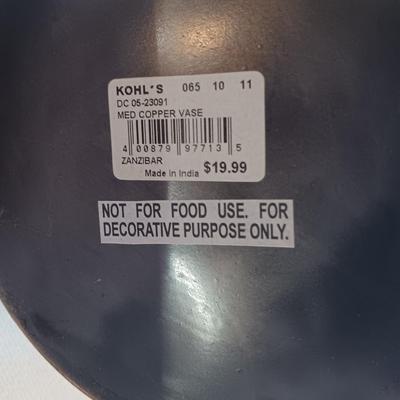 KOHL'S 065 10 11
DC 05-23091
MED COPPER VASE
4 00879 97713 5
ZANZIBAR
$19.99
Made in India
NOT FOR FOOD USE. FOR
DECORATIVE PURPOSE ONLY.